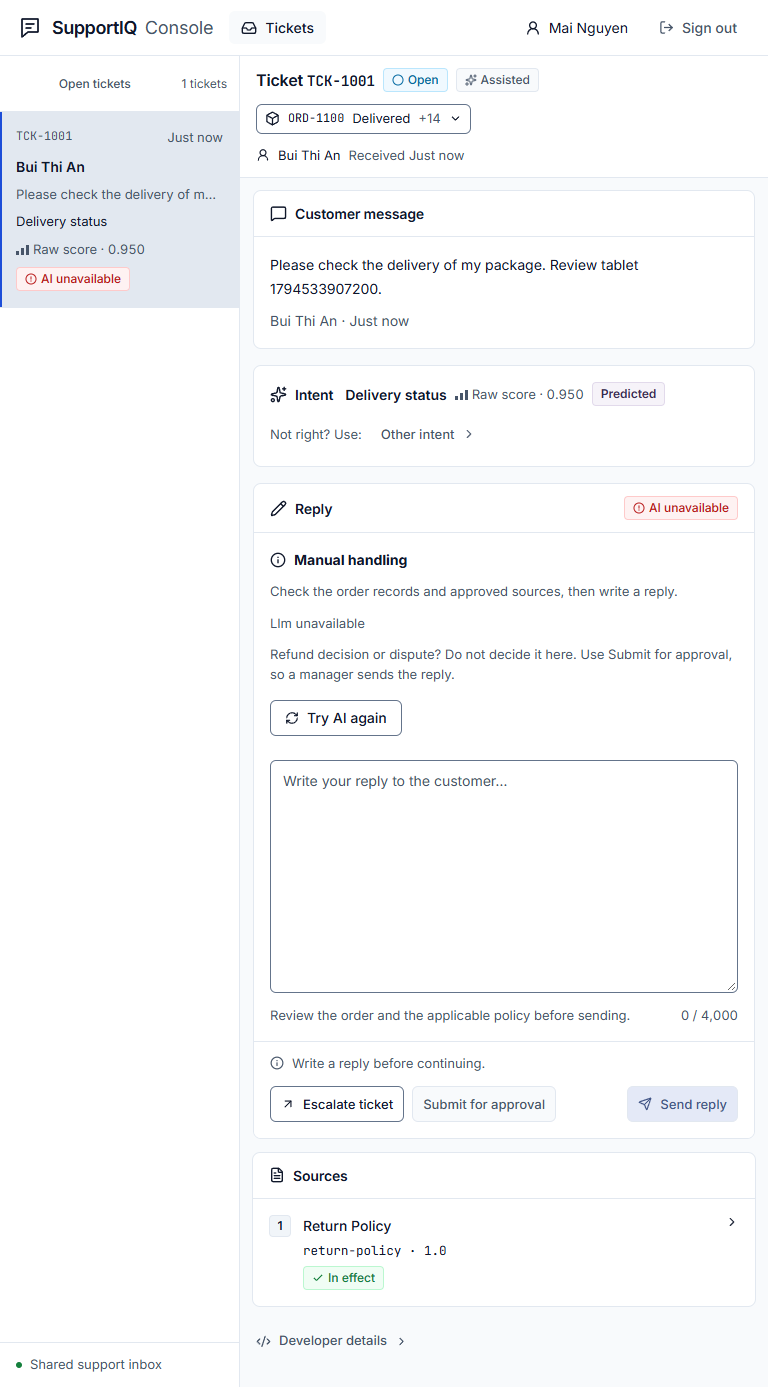 SupportIQ Console Tickets Mai Nguyen Sign out
Open tickets 1 tickets
TCK-1001 Just now
Bui Thi An
Please check the delivery of m...
Delivery status
Raw score · 0.950
AI unavailable
Shared support inbox
Ticket TCK-1001 Open Assisted
ORD-1100 Delivered +14
Bui Thi An Received Just now
Customer message
Please check the delivery of my package. Review tablet
1794533907200.
Bui Thi An · Just now
Intent Delivery status Raw score · 0.950 Predicted
Not right? Use: Other intent
Reply AI unavailable
Manual handling
Check the order records and approved sources, then write a reply.
Llm unavailable
Refund decision or dispute? Do not decide it here. Use Submit for approval,
so a manager sends the reply.
Try AI again
Write your reply to the customer...
Review the order and the applicable policy before sending. 0 / 4,000
Write a reply before continuing.
Escalate ticket Submit for approval Send reply
Sources
1 Return Policy
return-policy · 1.0
In effect
Developer details